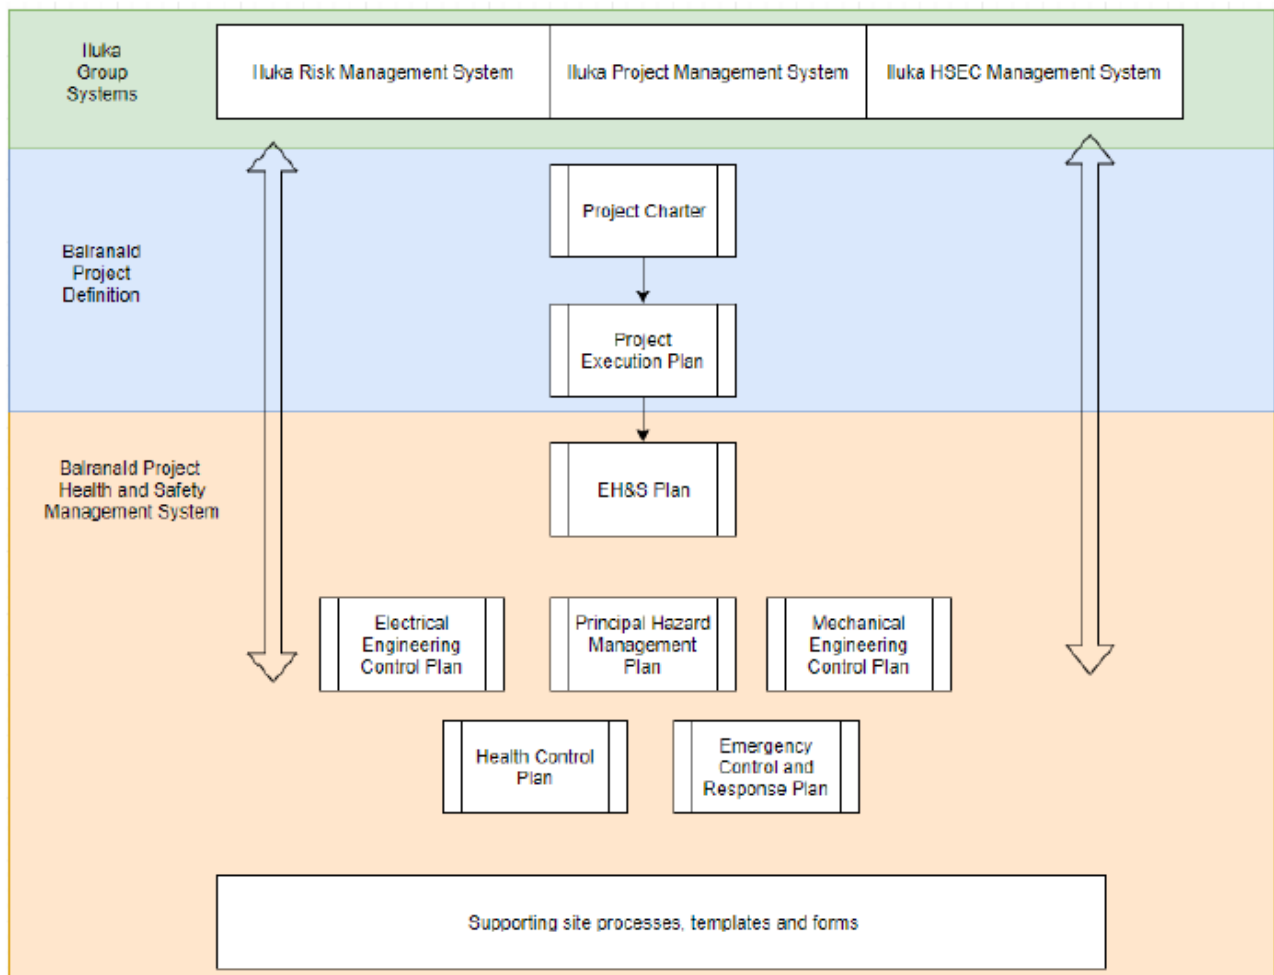 Iluka
Group
Systems
Iluka Risk Management System
Iluka Project Management System
Iluka HSEC Management System
Project Charter
Balranald
Project
Definition
Project
Execution Plan
Balranald Project
Health and Safety
Management System
EH&S Plan
Electrical
Engineering
Control Plan
Principal Hazard
Management
Plan
Mechanical
Engineering
Control Plan
Health Control
Plan
Emergency
Control and
Response Plan
Supporting site processes, templates and forms